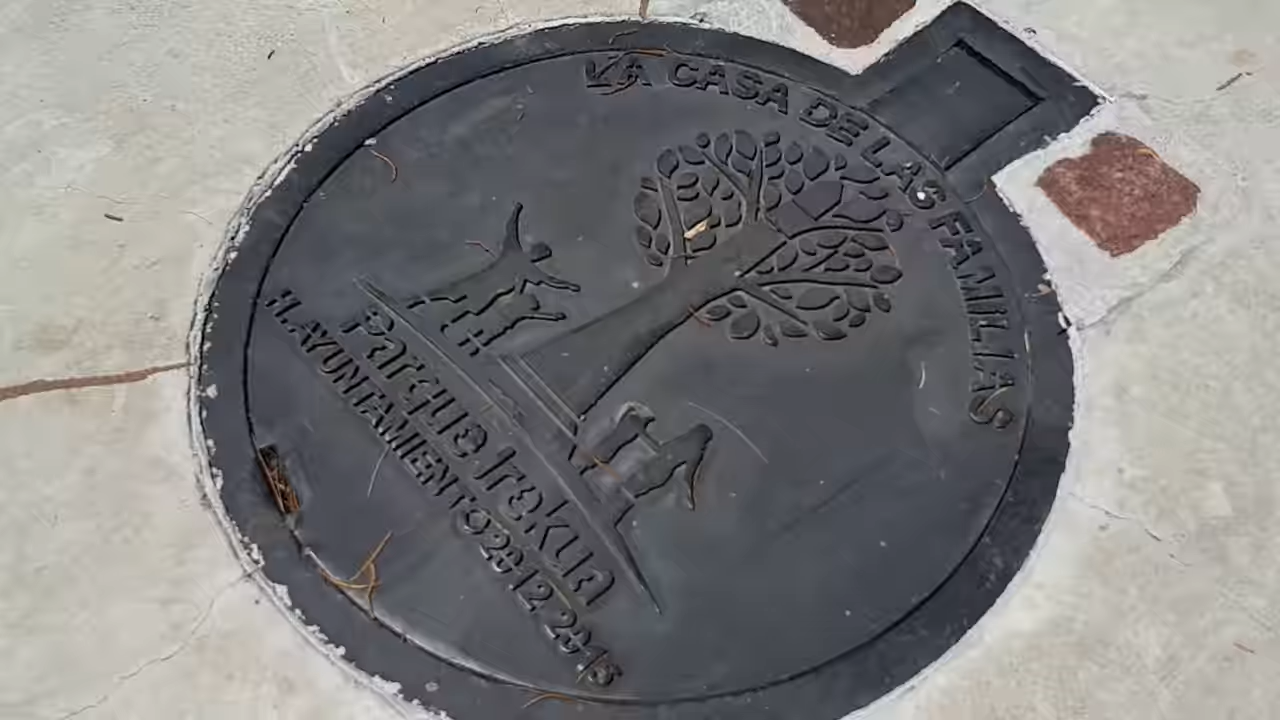 LA CASA DE LAS FAMILIAS
Parque Irekua
H. AYUNTAMIENTO 2012 2015